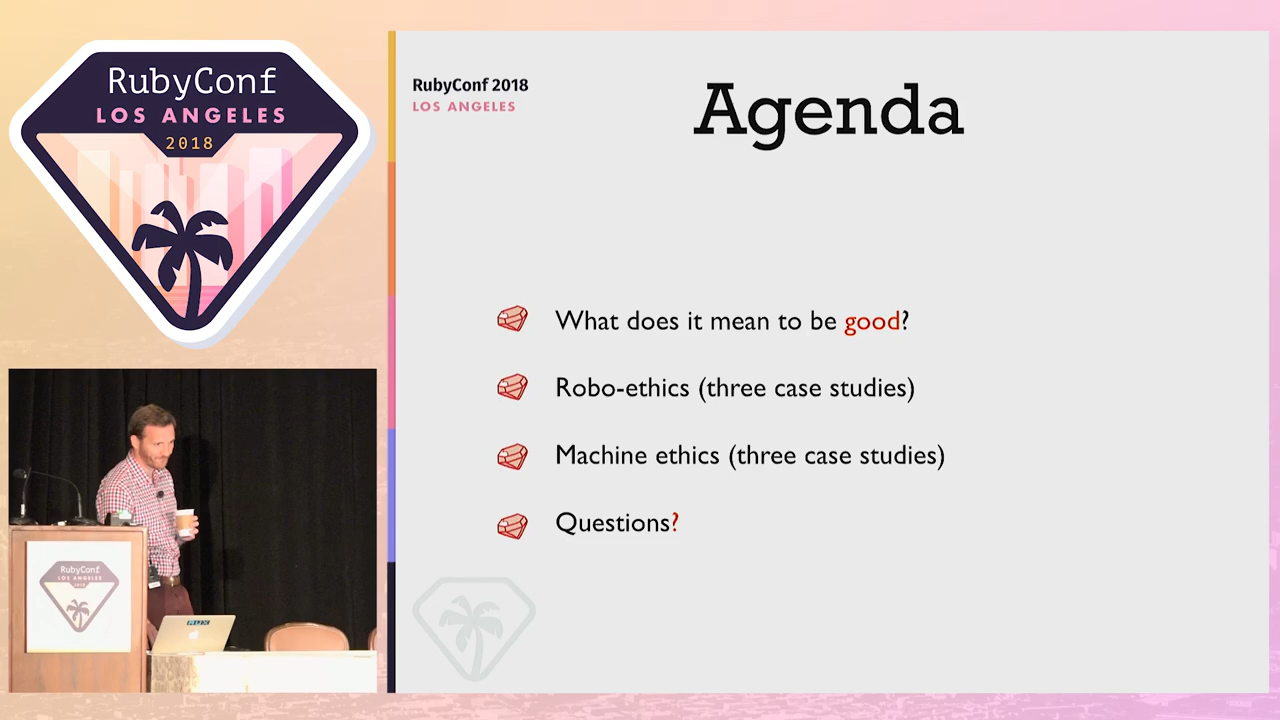 RubyConf
LOS ANGELES
2018
RubyConf 2018
LOS ANGELES
Agenda
What does it mean to be good?
Robo-ethics (three case studies)
Machine ethics (three case studies)
Questions?
RubyConf
LOS ANGELES
2018